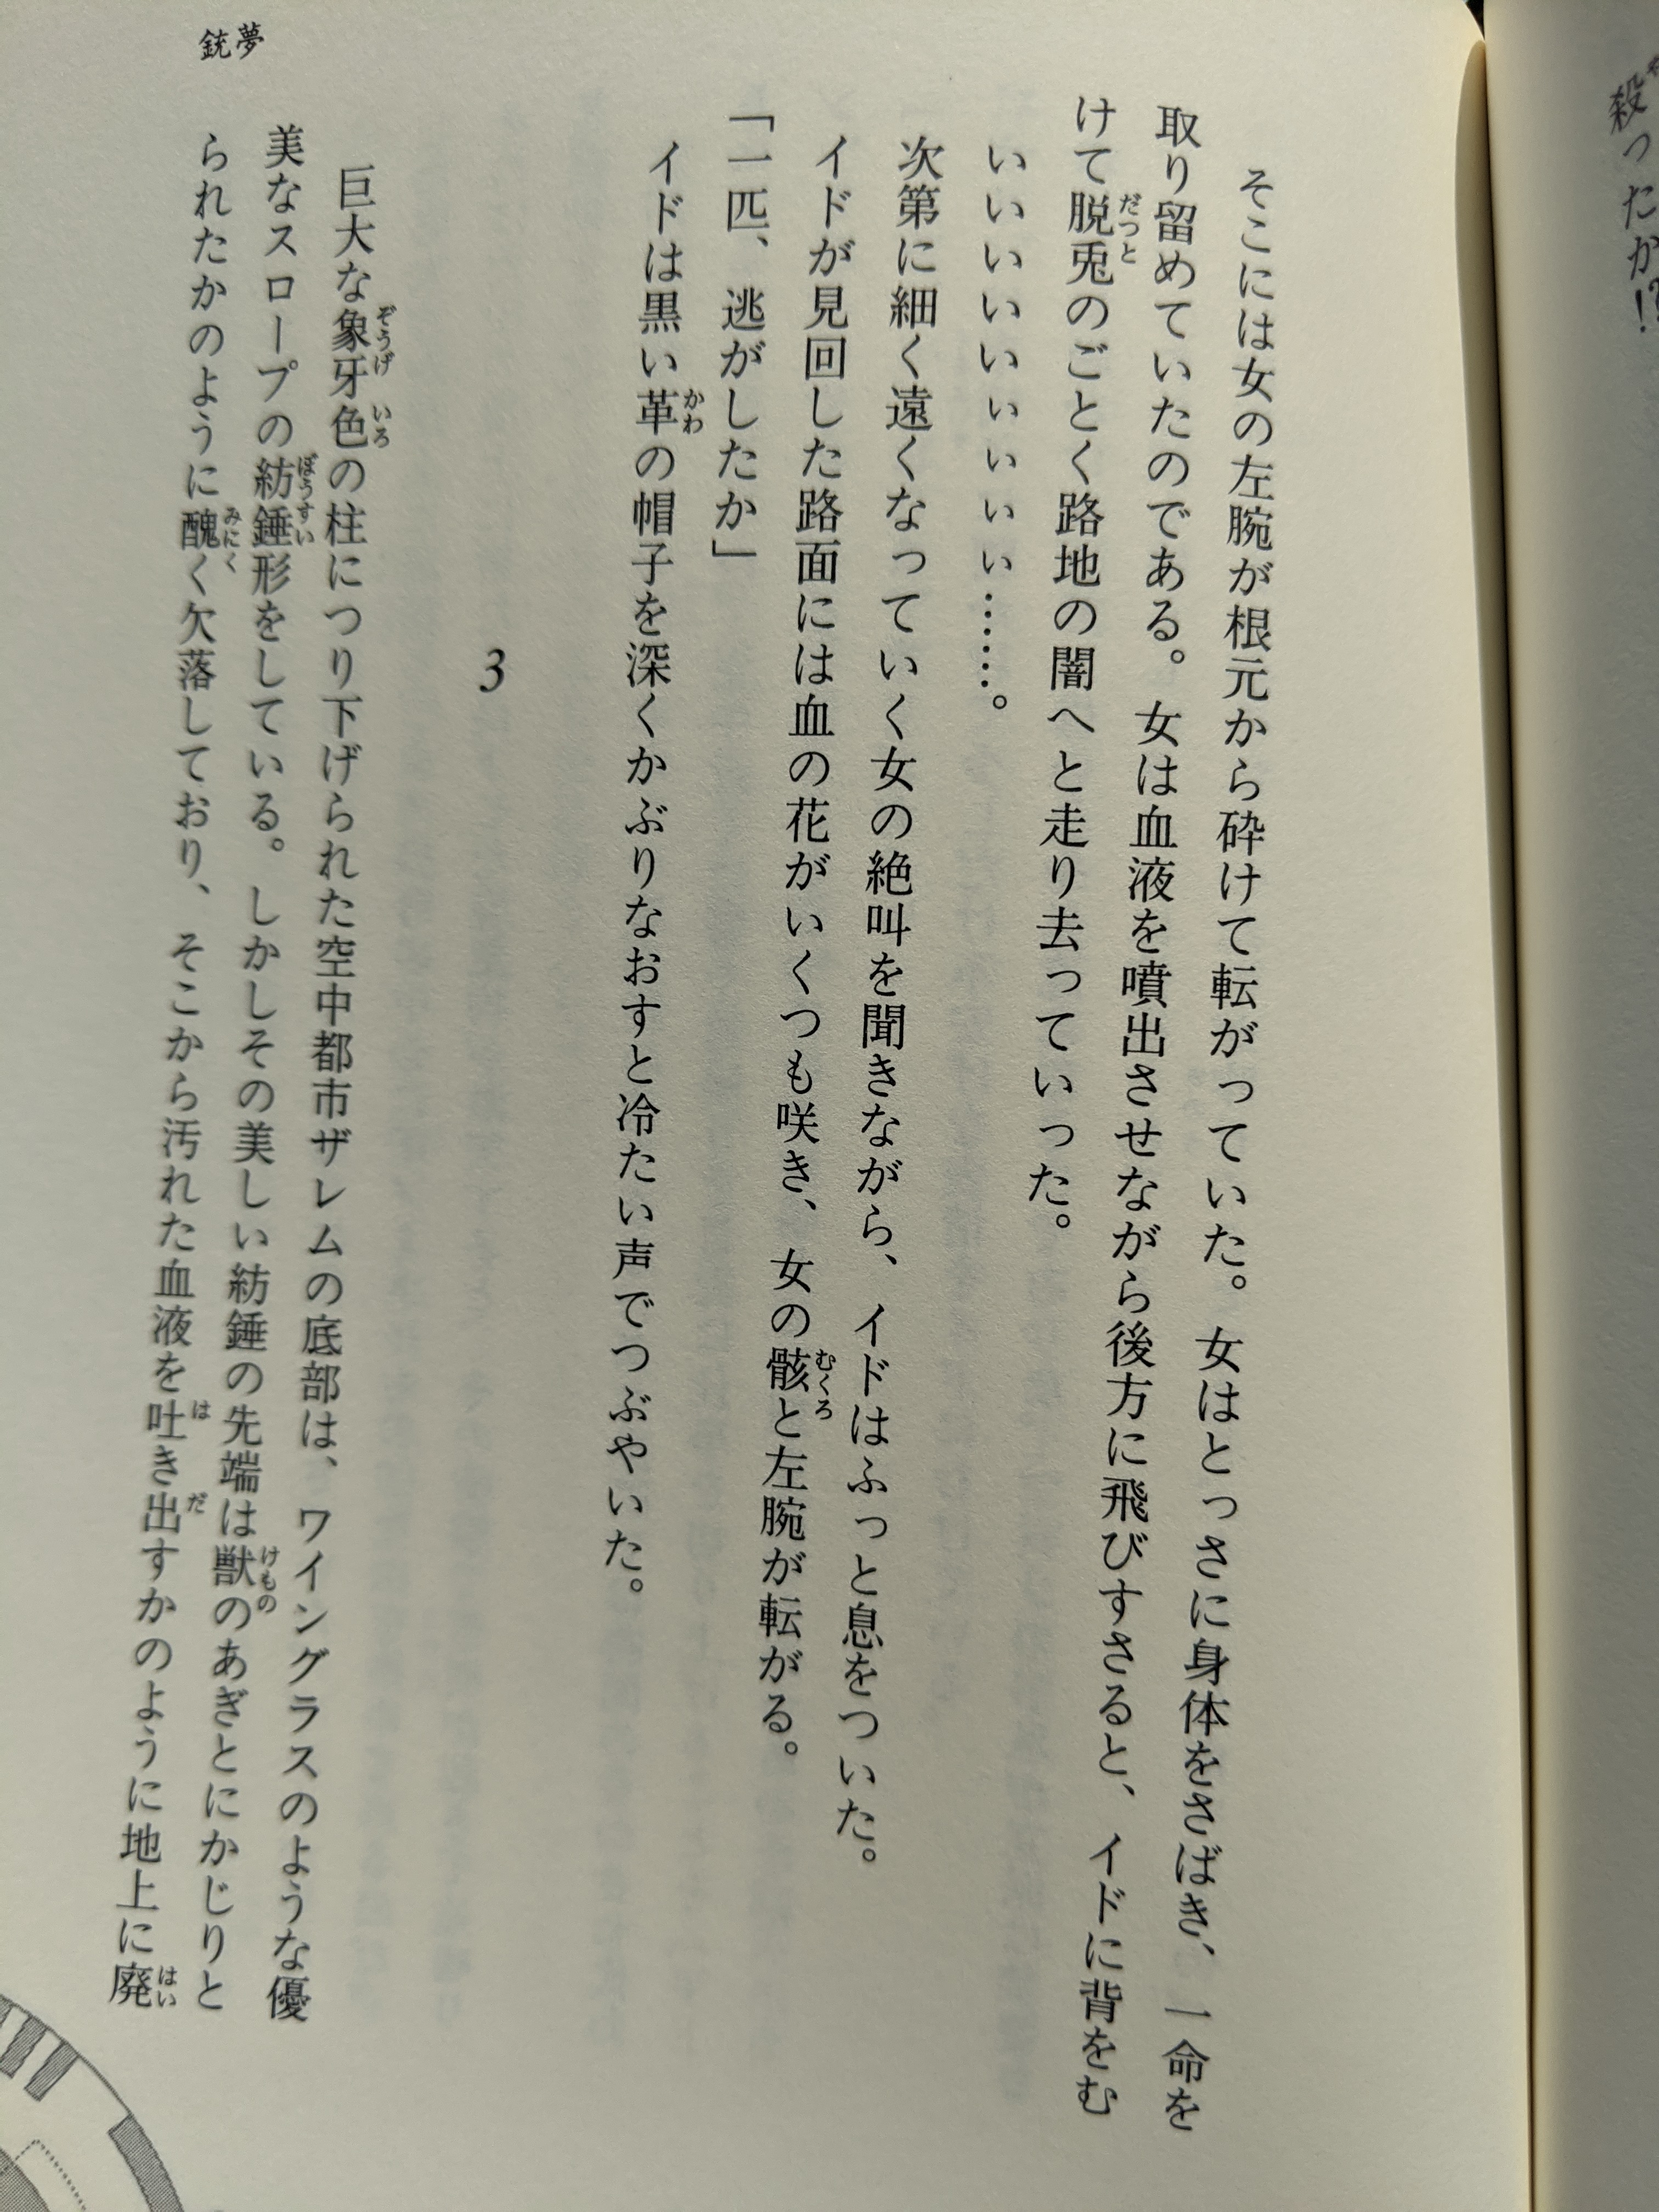 殺ったか!?
そこには女の左腕が根元から砕けて転がっていた。女はとっさに身体をさばき、一命を
取り留めていたのである。女は血液を噴出させながら後方に飛びすさると、イドに背をむ
けて脱兎のごとく路地の闇へと走り去っていった。
いいいいいぃぃぃぃ……。
次第に細く遠くなっていく女の絶叫を聞きながら、イドはふっと息をついた。
イドが見回した路面には血の花がいくつも咲き、女の骸と左腕が転がる。
「一匹、逃がしたか」
イドは黒い革の帽子を深くかぶりなおすと冷たい声でつぶやいた。
3
巨大な象牙色の柱につり下げられた空中都市ザレムの底部は、ワイングラスのような優
美なスロープの紡錘形をしている。しかしその美しい紡錘の先端は獣のあぎとにかじりと
られたかのように醜く欠落しており、そこから汚れた血液を吐き出すかのように地上に廃
銃夢